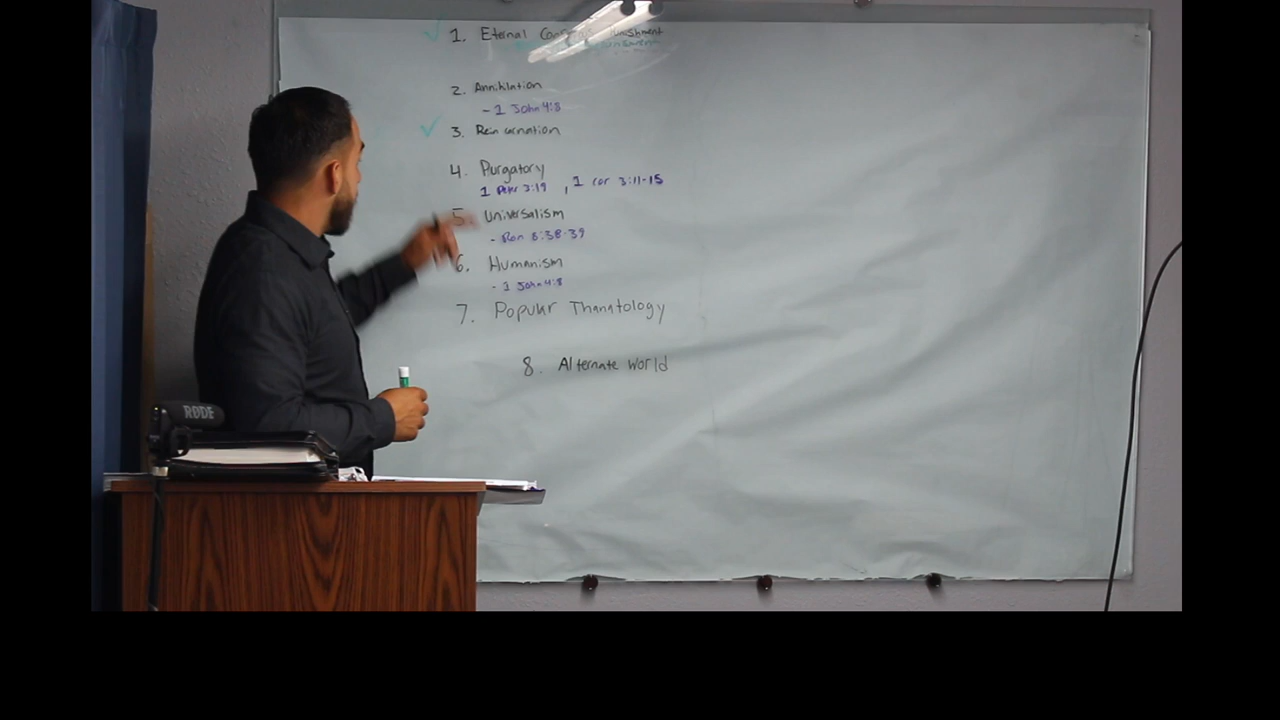 1. Eternal Conscious Punishment
2. Annihilation
- 1 John 4:8
3. Reincarnation
4. Purgatory
1 Peter 3:19 , 1 cor 3:11-15
5. Universalism
- Rom 8:38-39
6. Humanism
- 1 John 4:8
7. Popular Thanatology
8. Alternate World
RØDE